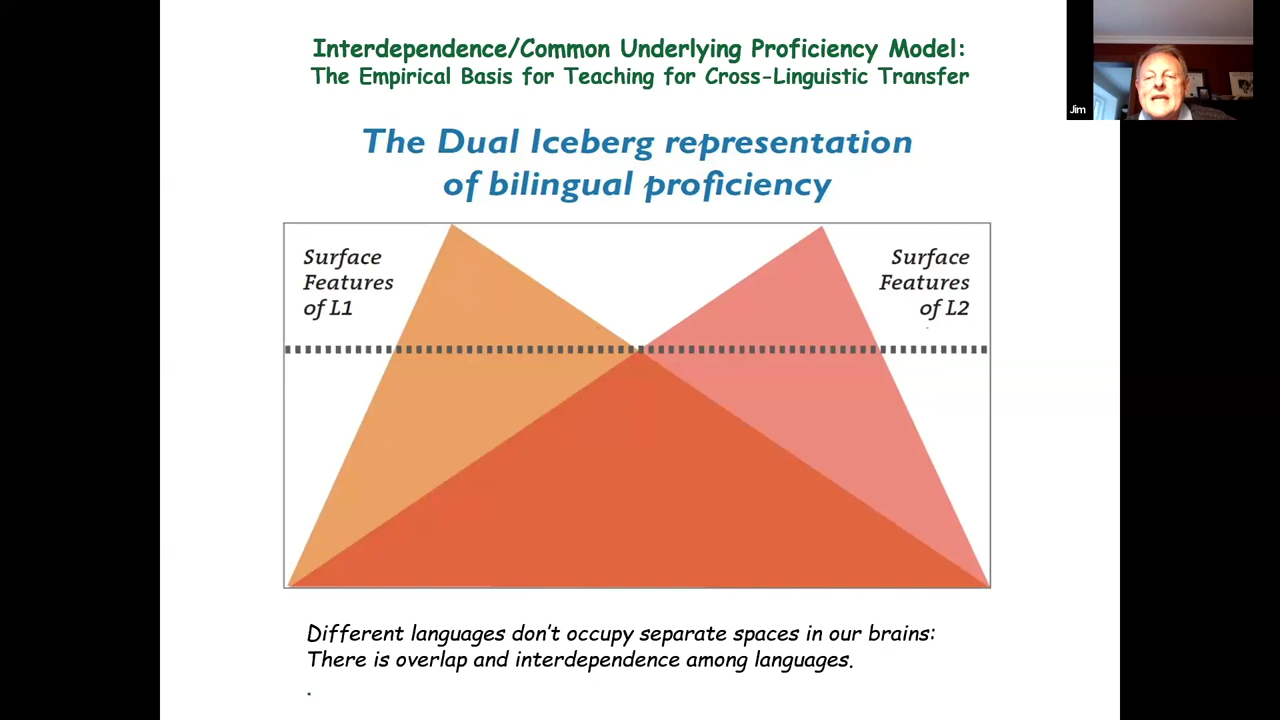 Interdependence/Common Underlying Proficiency Model:
The Empirical Basis for Teaching for Cross-Linguistic Transfer
Jim
The Dual Iceberg representation
of bilingual proficiency
Surface
Features
of L1
Surface
Features
of L2
Different languages don't occupy separate spaces in our brains:
There is overlap and interdependence among languages.
.